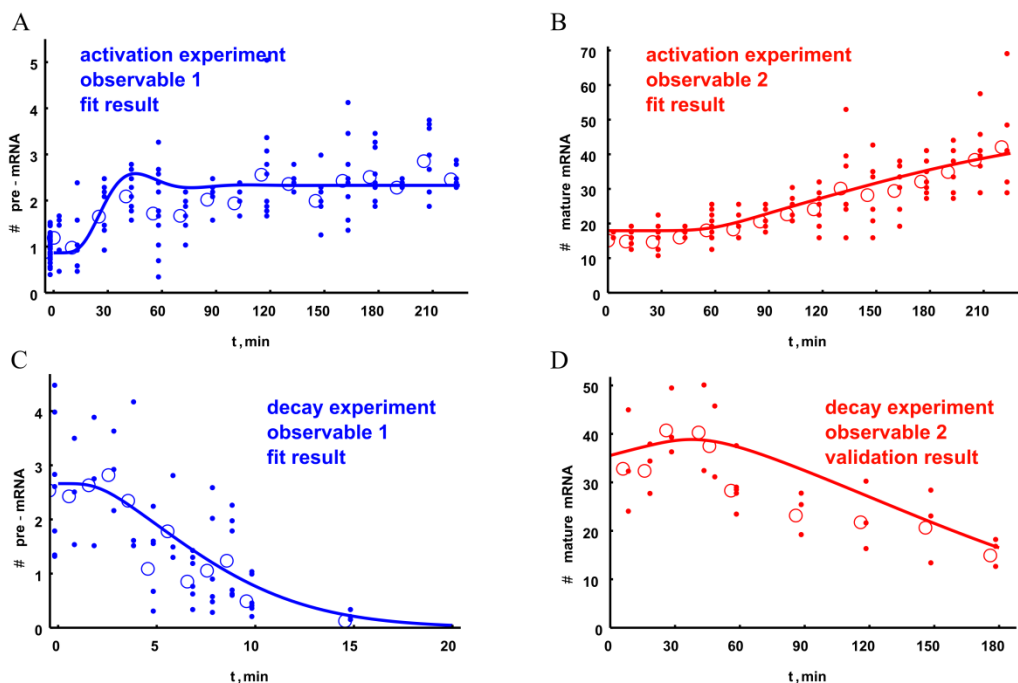 A
activation experiment
observable 1
fit result
5
4
3
2
1
0
# pre - mRNA
0 30 60 90 120 150 180 210
t, min
B
activation experiment
observable 2
fit result
70
60
50
40
30
20
10
0
# mature mRNA
0 30 60 90 120 150 180 210
t, min
C
decay experiment
observable 1
fit result
4
3
2
1
0
# pre - mRNA
0 5 10 15 20
t, min
D
decay experiment
observable 2
validation result
50
40
30
20
10
0
# mature mRNA
0 30 60 90 120 150 180
t, min